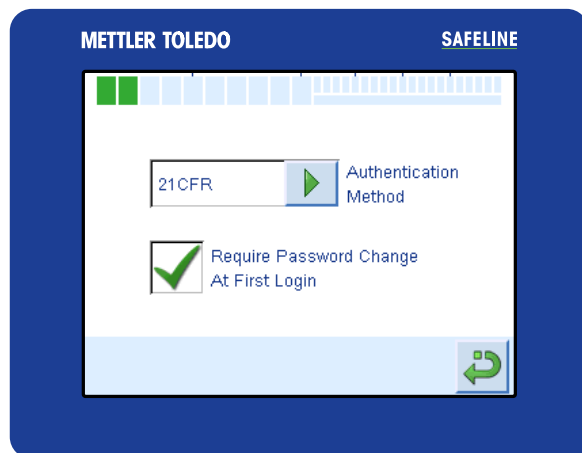 METTLER TOLEDO SAFELINE
21CFR
Authentication
Method
Require Password Change
At First Login